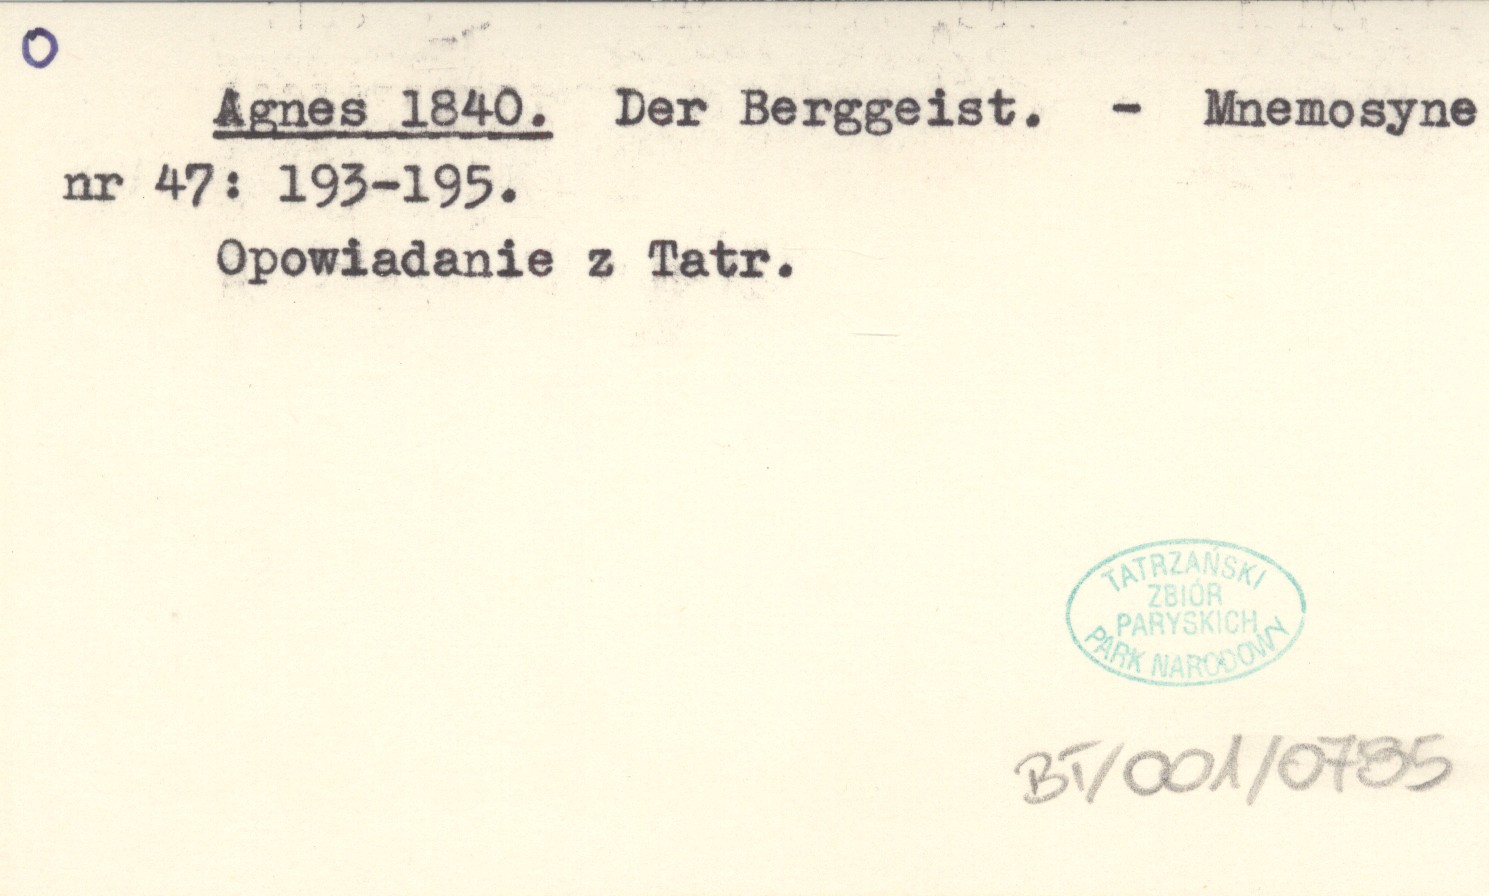 O
Agnes 1840. Der Berggeist. - Mnemosyne
nr 47: 193-195.
Opowiadanie z Tatr.
TATRZAŃSKI
ZBIÓR
PARYSKICH
PARK NARODOWY
BT/001/0785